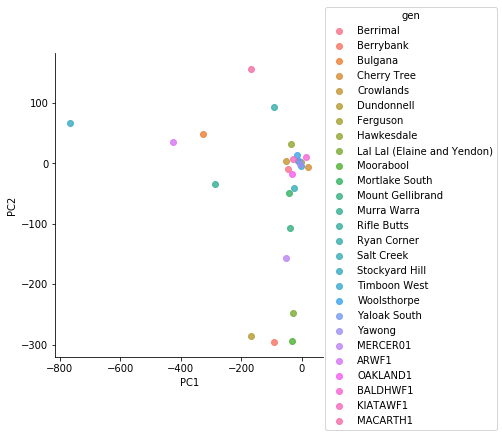 gen
Berrimal
Berrybank
Bulgana
Cherry Tree
Crowlands
Dundonnell
Ferguson
Hawkesdale
Lal Lal (Elaine and Yendon)
Moorabool
Mortlake South
Mount Gellibrand
Murra Warra
Rifle Butts
Ryan Corner
Salt Creek
Stockyard Hill
Timboon West
Woolsthorpe
Yaloak South
Yawong
MERCER01
ARWF1
OAKLAND1
BALDHWF1
KIATAWF1
MACARTH1
PC2
100
0
−100
−200
−300
−800 −600 −400 −200 0
PC1